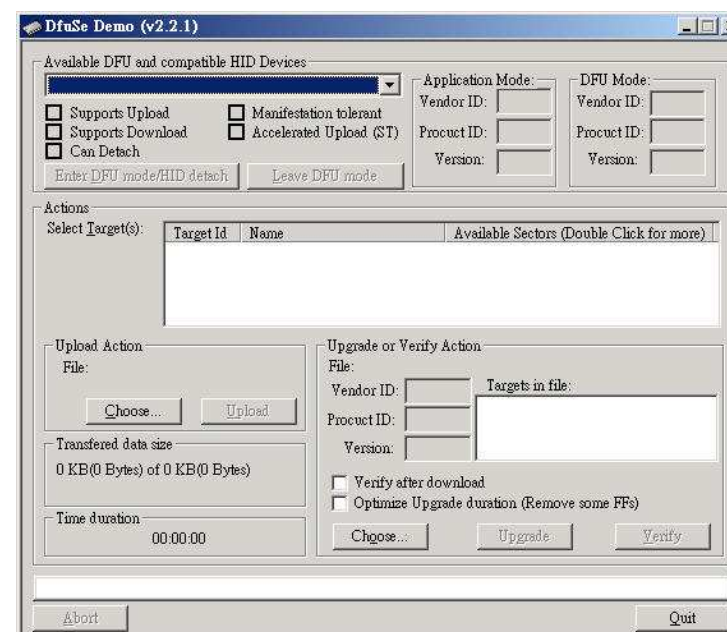 DfuSe Demo (v2.2.1)
Available DFU and compatible HID Devices
Supports Upload
Manifestation tolerant
Supports Download
Accelerated Upload (ST)
Can Detach
Enter DFU mode/HID detach
Leave DFU mode
Application Mode:
Vendor ID:
Procuct ID:
Version:
DFU Mode:
Vendor ID:
Procuct ID:
Version:
Actions
Select Target(s):
Target Id
Name
Available Sectors (Double Click for more)
Upload Action
File:
Choose...
Upload
Transfered data size
0 KB(0 Bytes) of 0 KB(0 Bytes)
Time duration
00:00:00
Upgrade or Verify Action
File:
Vendor ID:
Procuct ID:
Version:
Targets in file:
Verify after download
Optimize Upgrade duration (Remove some FFs)
Choose...
Upgrade
Verify
Abort
Quit